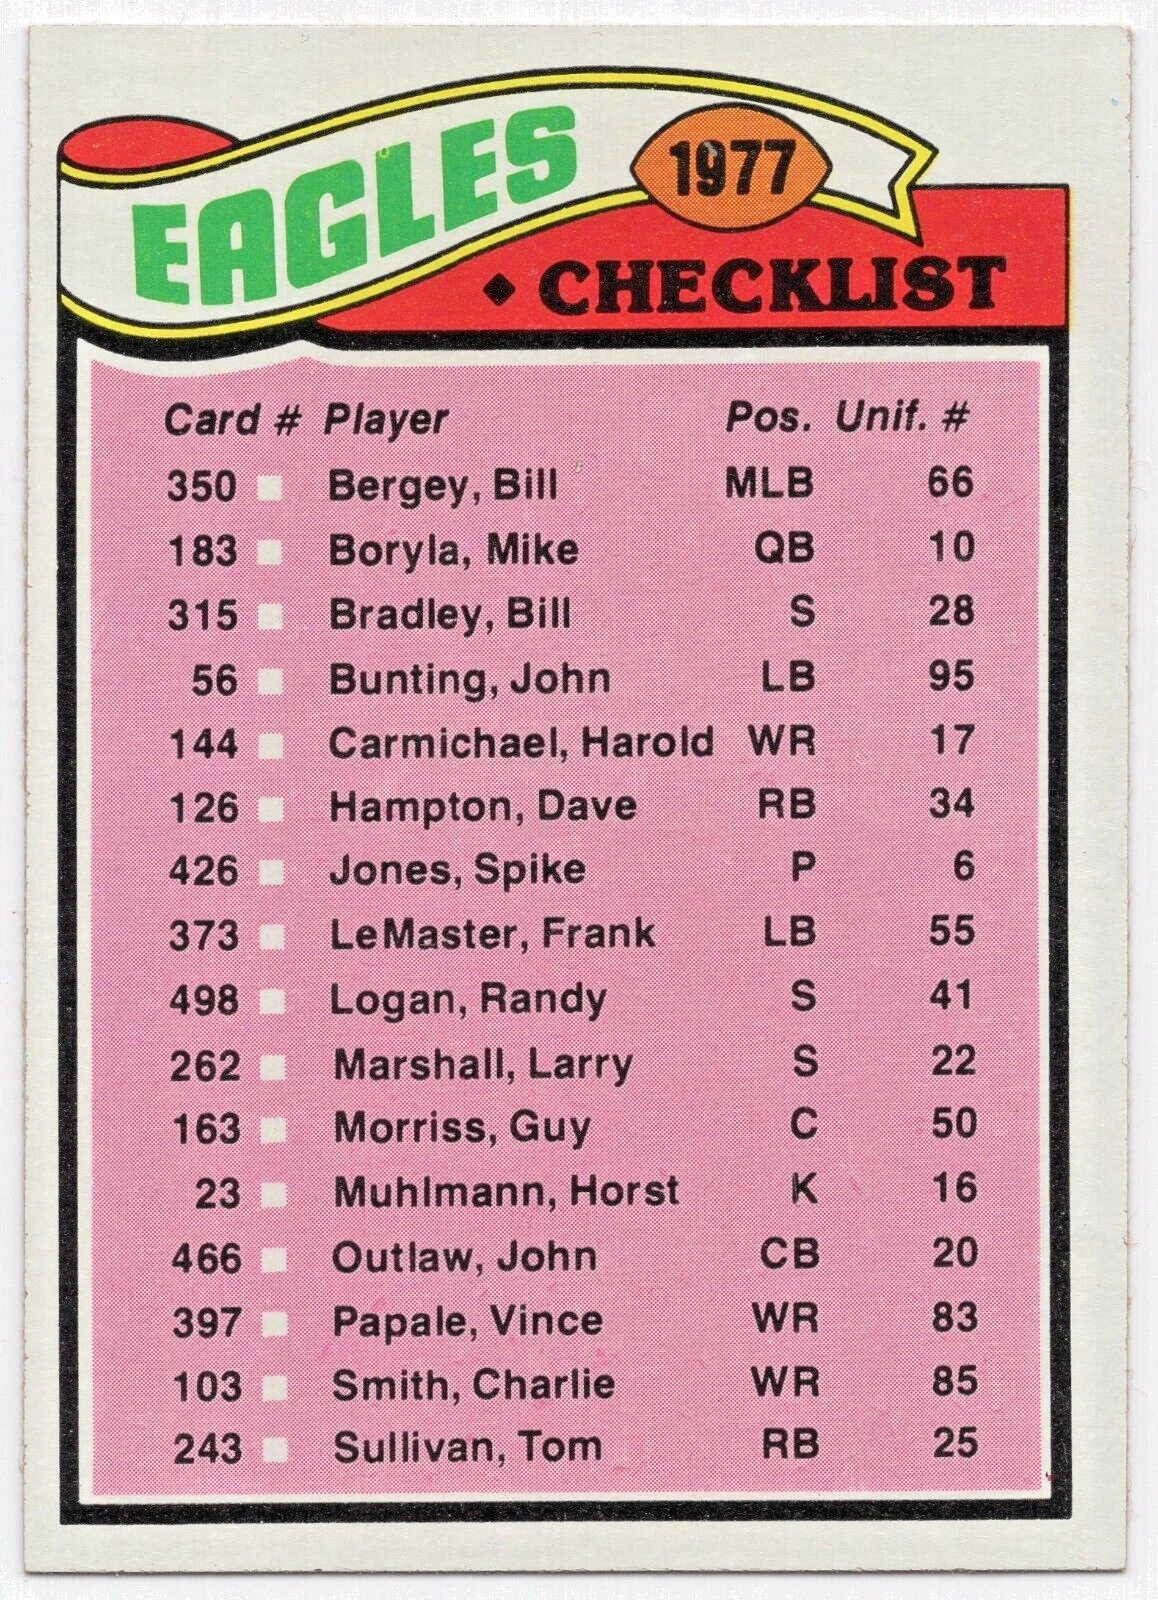 EAGLES
1977
CHECKLIST
Card # Player Pos. Unif. #
350 Bergey, Bill MLB 66
183 Boryla, Mike QB 10
315 Bradley, Bill S 28
56 Bunting, John LB 95
144 Carmichael, Harold WR 17
126 Hampton, Dave RB 34
426 Jones, Spike P 6
373 LeMaster, Frank LB 55
498 Logan, Randy S 41
262 Marshall, Larry S 22
163 Morriss, Guy C 50
23 Muhlmann, Horst K 16
466 Outlaw, John CB 20
397 Papale, Vince WR 83
103 Smith, Charlie WR 85
243 Sullivan, Tom RB 25